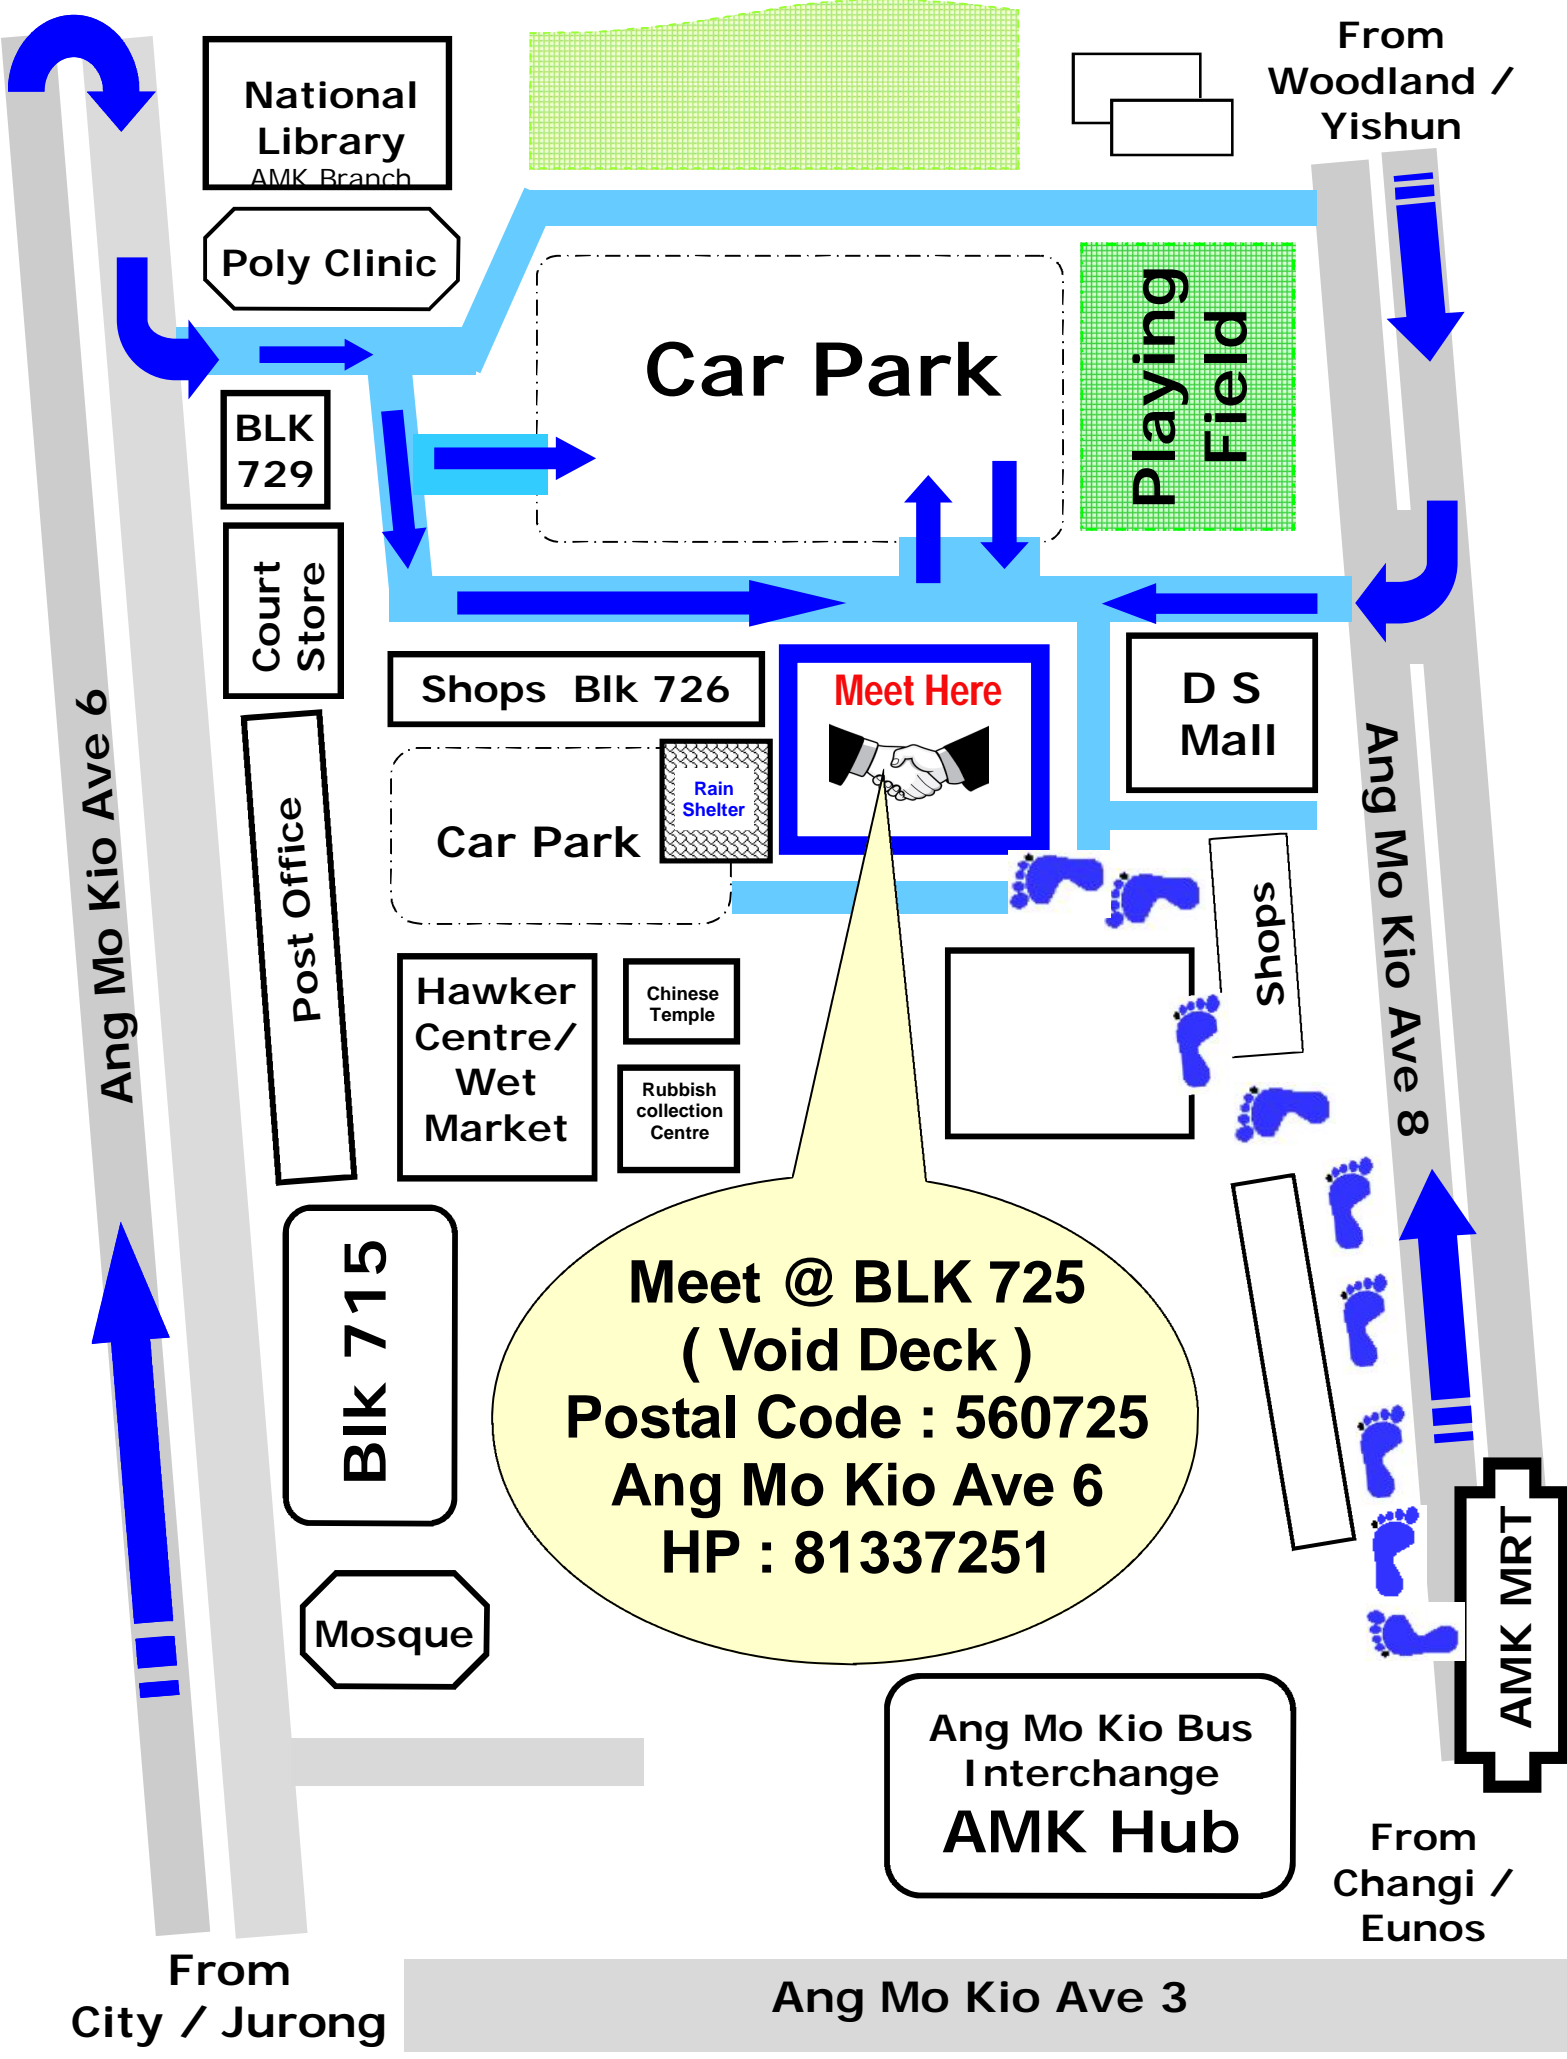 From
Woodland /
Yishun
National
Library
AMK Branch
Poly Clinic
Car Park
Playing
Field
BLK
729
Court
Store
Shops Blk 726
Meet Here
D S
Mall
Rain
Shelter
Car Park
Ang Mo Kio Ave 6
Post Office
Shops
Ang Mo Kio Ave 8
Hawker
Centre/
Wet
Market
Chinese
Temple
Rubbish
collection
Centre
Blk 715
Meet @ BLK 725
( Void Deck )
Postal Code : 560725
Ang Mo Kio Ave 6
HP : 81337251
Mosque
AMK MRT
Ang Mo Kio Bus
Interchange
AMK Hub
From
Changi /
Eunos
From
City / Jurong
Ang Mo Kio Ave 3